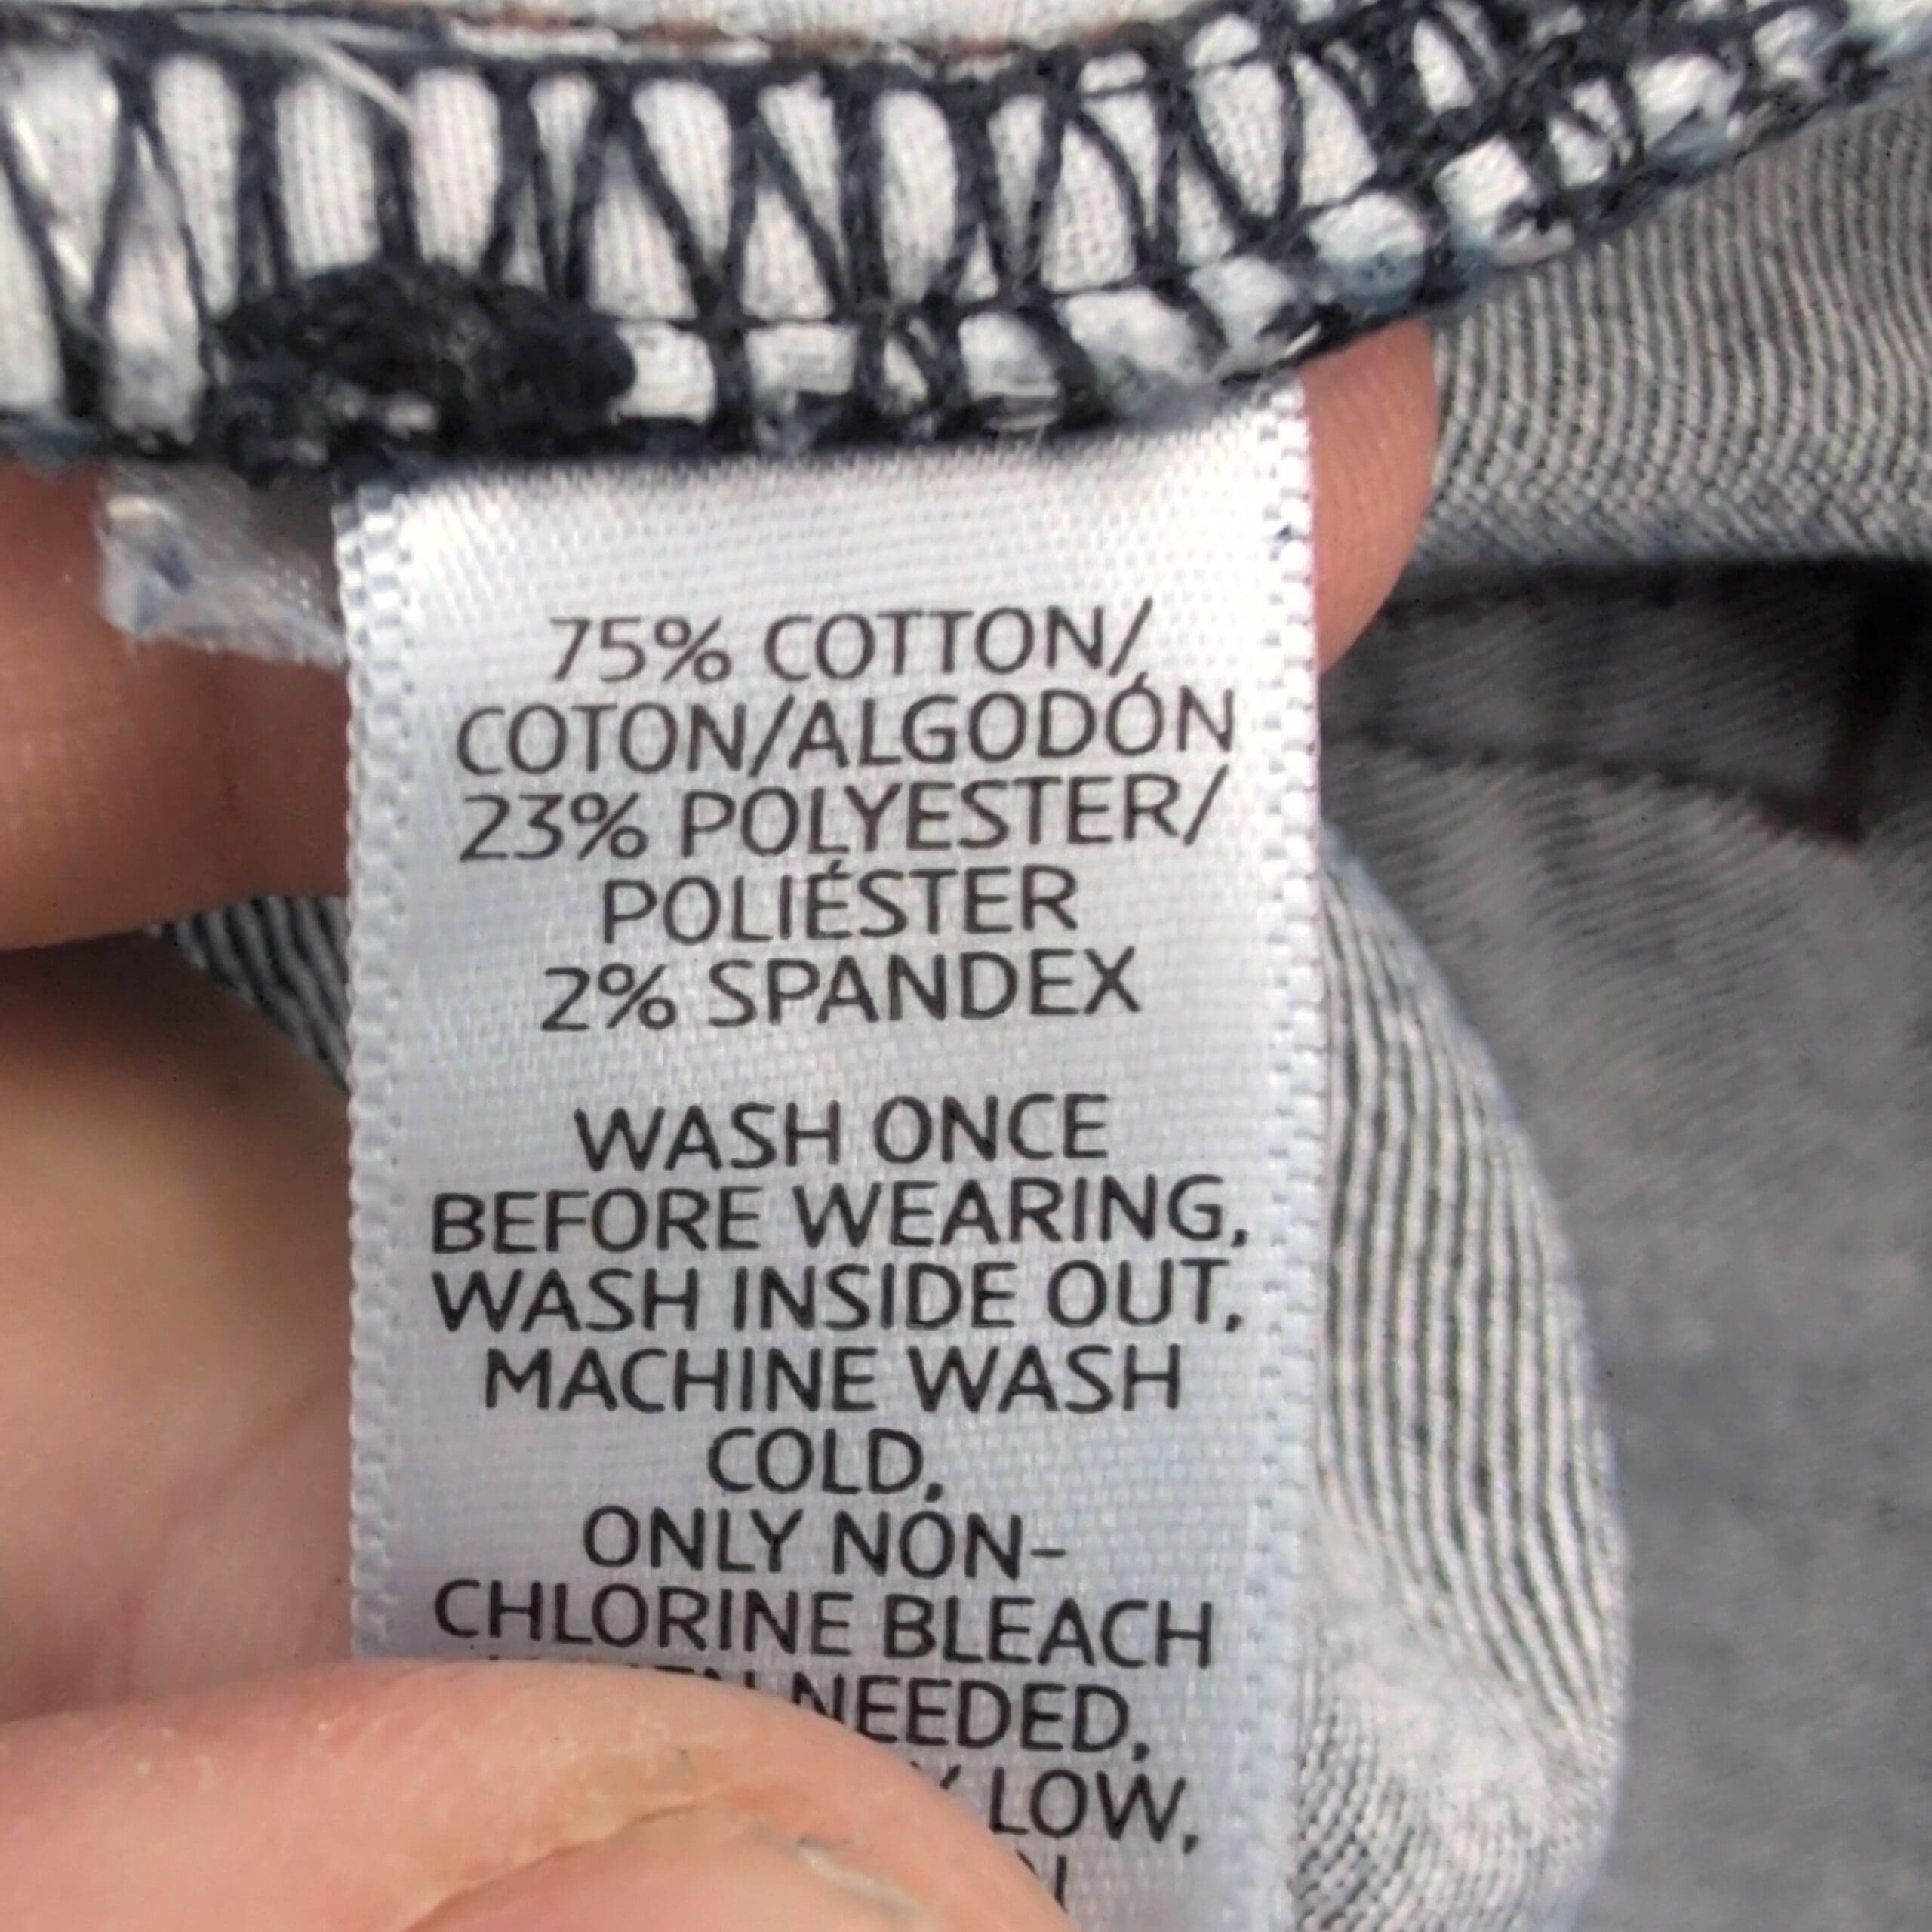 75% COTTON/
COTON/ALGODÓN
23% POLYESTER/
POLIÉSTER
2% SPANDEX
WASH ONCE
BEFORE WEARING,
WASH INSIDE OUT,
MACHINE WASH
COLD,
ONLY NON-
CHLORINE BLEACH
NEEDED,
LOW,